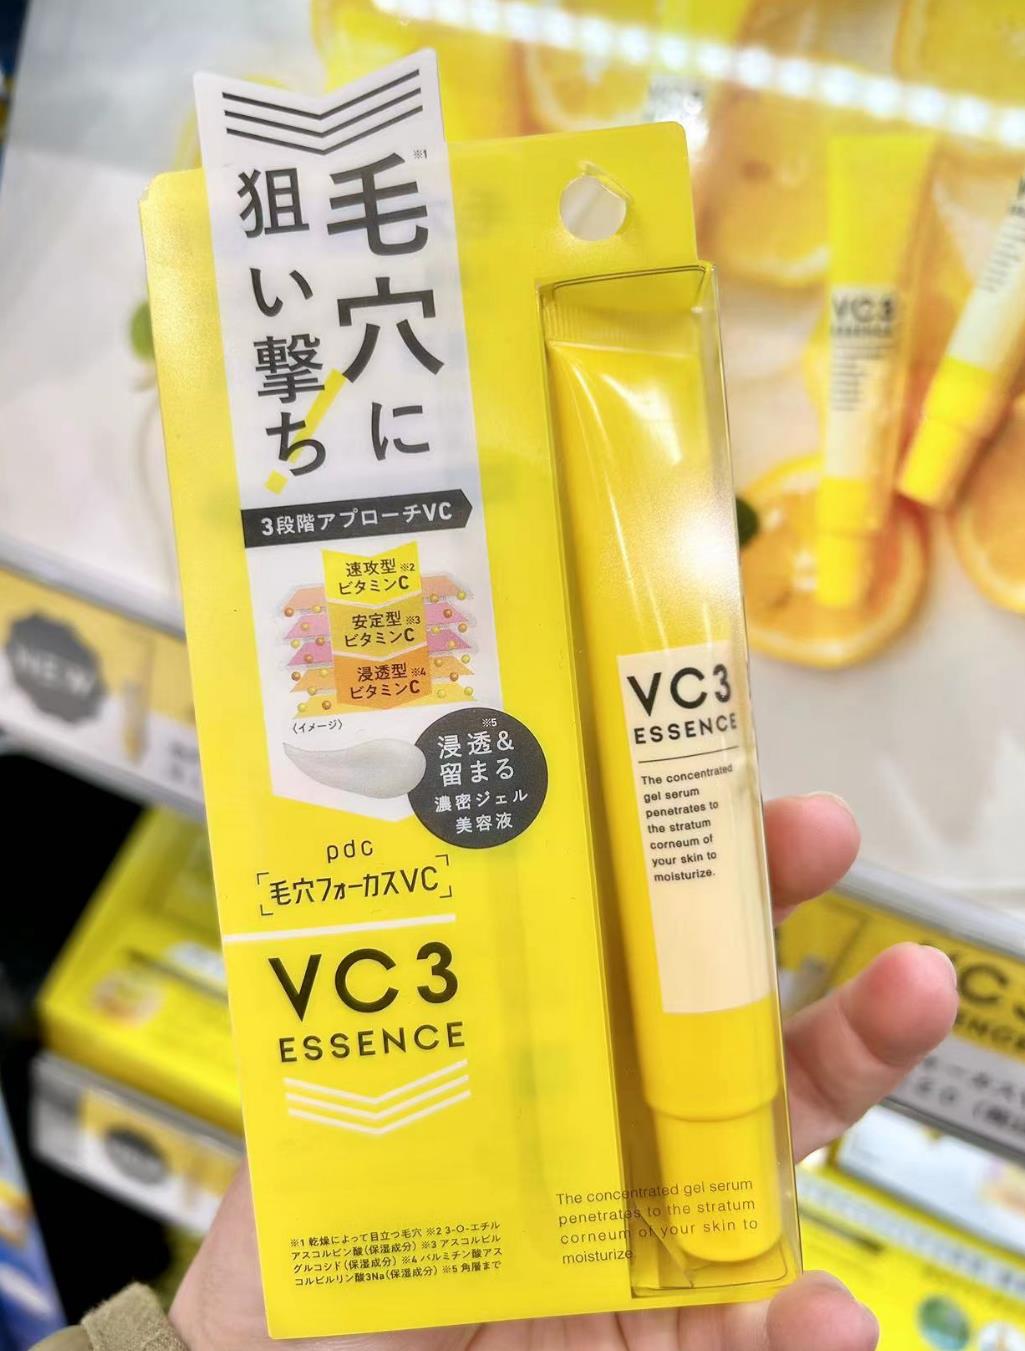 毛穴に※1
狙い撃ち!
3段階アプローチVC
速攻型※2
ビタミンC
安定型※3
ビタミンC
浸透型※4
ビタミンC
〈イメージ〉
※5
浸透&
留まる
濃密ジェル
美容液
pdc
「毛穴フォーカスVC」
VC3
ESSENCE
※1 乾燥によって目立つ毛穴 ※2 3-O-エチル
アスコルビン酸(保湿成分) ※3 アスコルビル
グルコシド(保湿成分) ※4 パルミチン酸アス
コルビルリン酸3Na(保湿成分) ※5 角層まで
VC3
ESSENCE
The concentrated
gel serum
penetrates to
the stratum
corneum of
your skin to
moisturize.
The concentrated gel serum
penetrates to the stratum
corneum of your skin to
moisturize.
VC3
ESSENCE
NEW